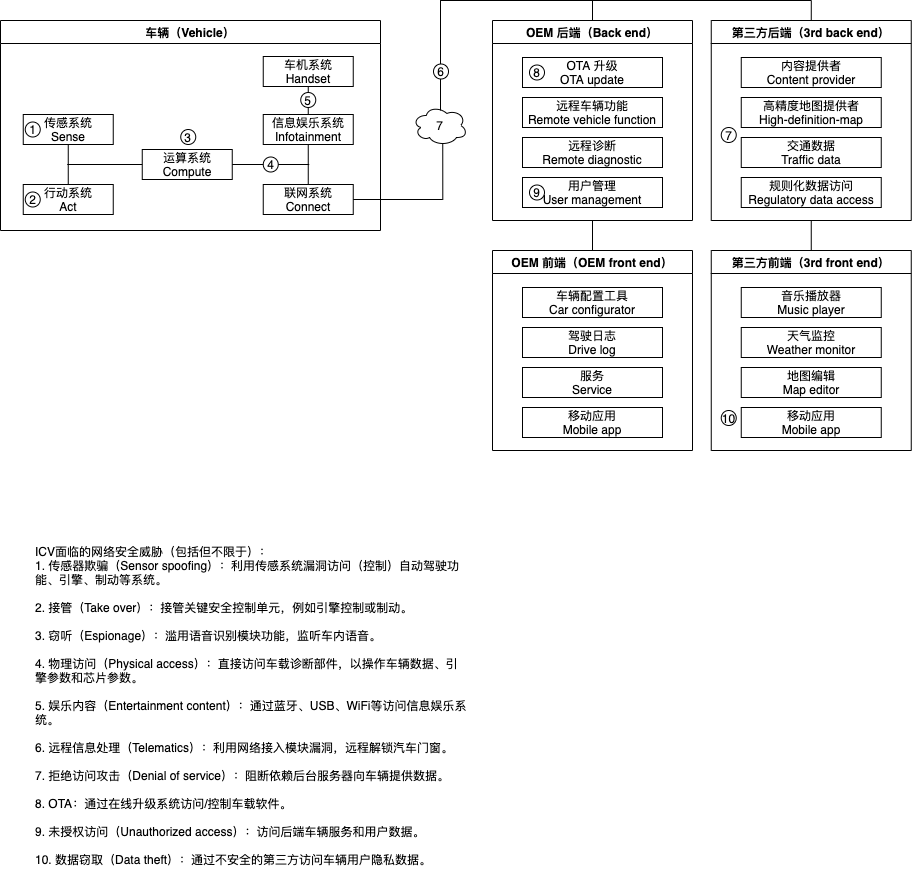 车辆（Vehicle）
车机系统
Handset
⑤
① 传感系统
Sense
信息娱乐系统
Infotainment
③
运算系统
Compute
④
② 行动系统
Act
联网系统
Connect
⑥
7
OEM 后端（Back end）
⑧ OTA 升级
OTA update
远程车辆功能
Remote vehicle function
远程诊断
Remote diagnostic
⑨ 用户管理
User management
第三方后端（3rd back end）
内容提供者
Content provider
高精度地图提供者
High-definition-map
⑦
交通数据
Traffic data
规则化数据访问
Regulatory data access
OEM 前端（OEM front end）
车辆配置工具
Car configurator
驾驶日志
Drive log
服务
Service
移动应用
Mobile app
第三方前端（3rd front end）
音乐播放器
Music player
天气监控
Weather monitor
地图编辑
Map editor
⑩ 移动应用
Mobile app
ICV面临的网络安全威胁（包括但不限于）：
1. 传感器欺骗（Sensor spoofing）：利用传感系统漏洞访问（控制）自动驾驶功
能、引擎、制动等系统。
2. 接管（Take over）：接管关键安全控制单元，例如引擎控制或制动。
3. 窃听（Espionage）：滥用语音识别模块功能，监听车内语音。
4. 物理访问（Physical access）：直接访问车载诊断部件，以操作车辆数据、引
擎参数和芯片参数。
5. 娱乐内容（Entertainment content）：通过蓝牙、USB、WiFi等访问信息娱乐系
统。
6. 远程信息处理（Telematics）：利用网络接入模块漏洞，远程解锁汽车门窗。
7. 拒绝访问攻击（Denial of service）：阻断依赖后台服务器向车辆提供数据。
8. OTA：通过在线升级系统访问/控制车载软件。
9. 未授权访问（Unauthorized access）：访问后端车辆服务和用户数据。
10. 数据窃取（Data theft）：通过不安全的第三方访问车辆用户隐私数据。